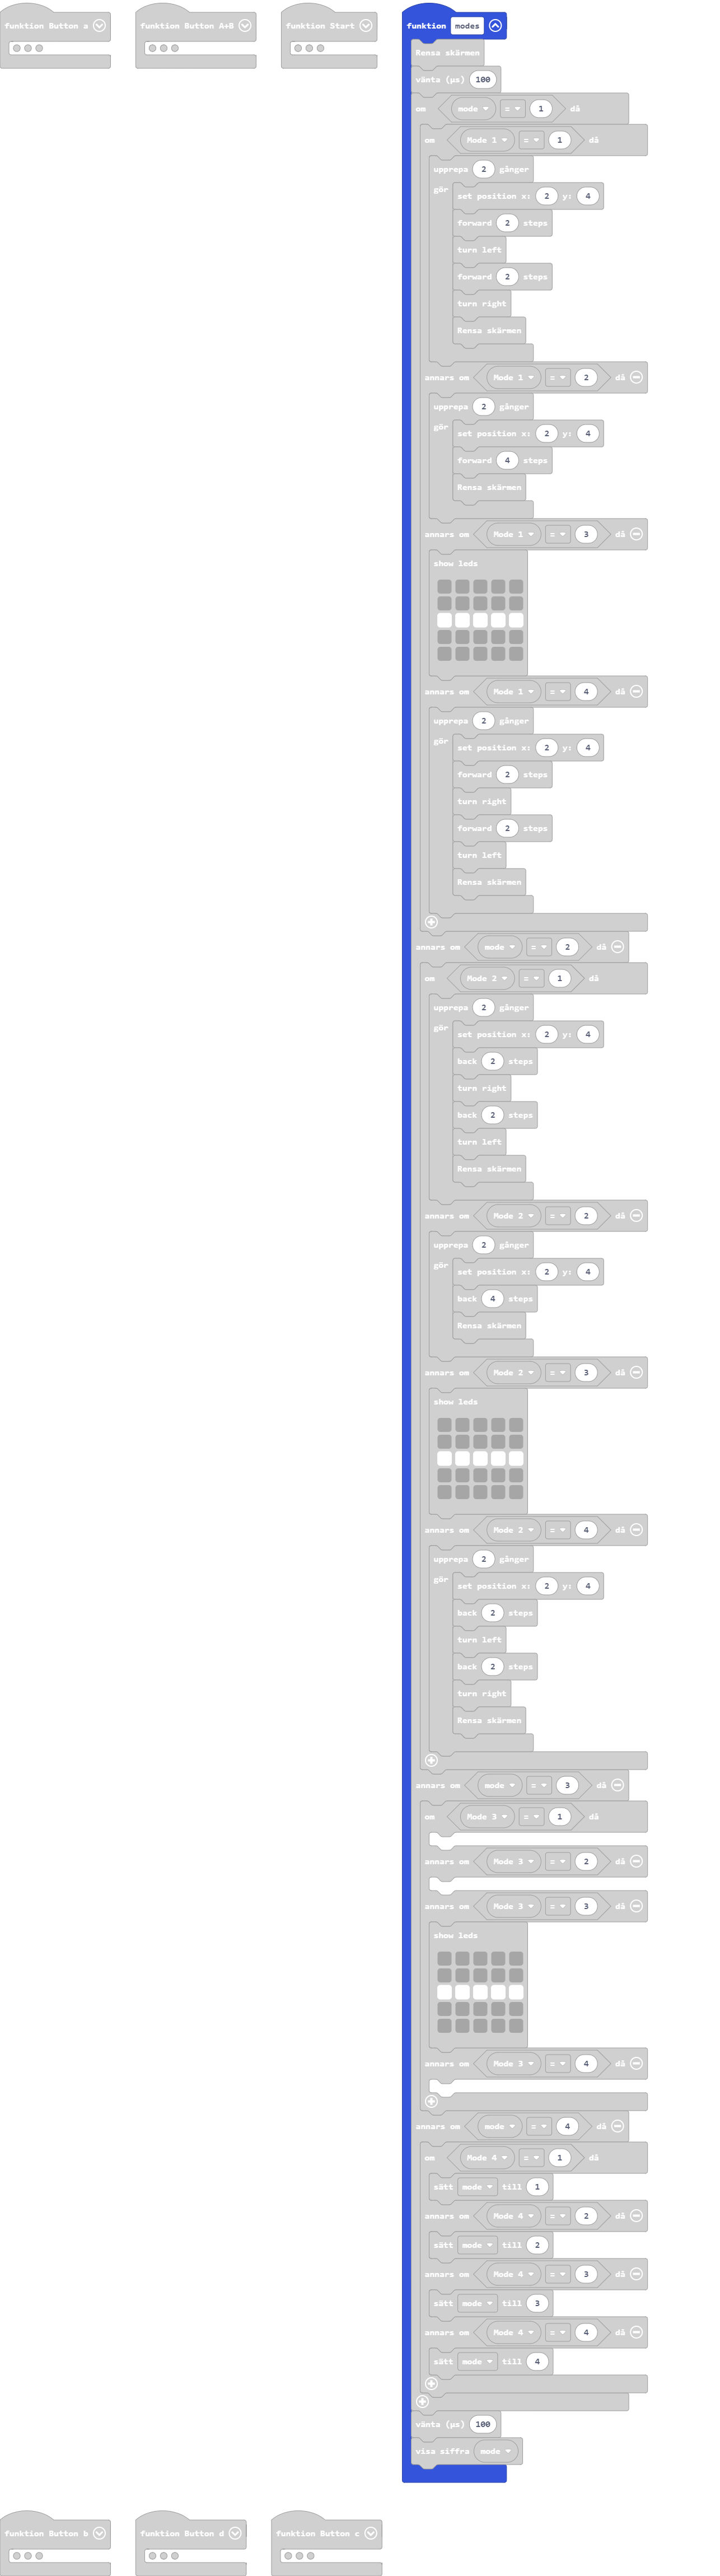 funktion Button a
funktion Button A+B
funktion Start
funktion modes
Rensa skärmen
vänta (µs) 100
om mode = 1 då
om Mode 1 = 1 då
upprepa 2 gånger
gör
set position x: 2 y: 4
forward 2 steps
turn left
forward 2 steps
turn right
Rensa skärmen
annars om Mode 1 = 2 då
upprepa 2 gånger
gör
set position x: 2 y: 4
forward 4 steps
Rensa skärmen
annars om Mode 1 = 3 då
show leds
annars om Mode 1 = 4 då
upprepa 2 gånger
gör
set position x: 2 y: 4
forward 2 steps
turn right
forward 2 steps
turn left
Rensa skärmen
annars om mode = 2 då
om Mode 2 = 1 då
upprepa 2 gånger
gör
set position x: 2 y: 4
back 2 steps
turn right
back 2 steps
turn left
Rensa skärmen
annars om Mode 2 = 2 då
upprepa 2 gånger
gör
set position x: 2 y: 4
back 4 steps
Rensa skärmen
annars om Mode 2 = 3 då
show leds
annars om Mode 2 = 4 då
upprepa 2 gånger
gör
set position x: 2 y: 4
back 2 steps
turn left
back 2 steps
turn right
Rensa skärmen
annars om mode = 3 då
om Mode 3 = 1 då
annars om Mode 3 = 2 då
annars om Mode 3 = 3 då
show leds
annars om Mode 3 = 4 då
annars om mode = 4 då
om Mode 4 = 1 då
sätt mode till 1
annars om Mode 4 = 2 då
sätt mode till 2
annars om Mode 4 = 3 då
sätt mode till 3
annars om Mode 4 = 4 då
sätt mode till 4
vänta (µs) 100
visa siffra mode
funktion Button b
funktion Button d
funktion Button c